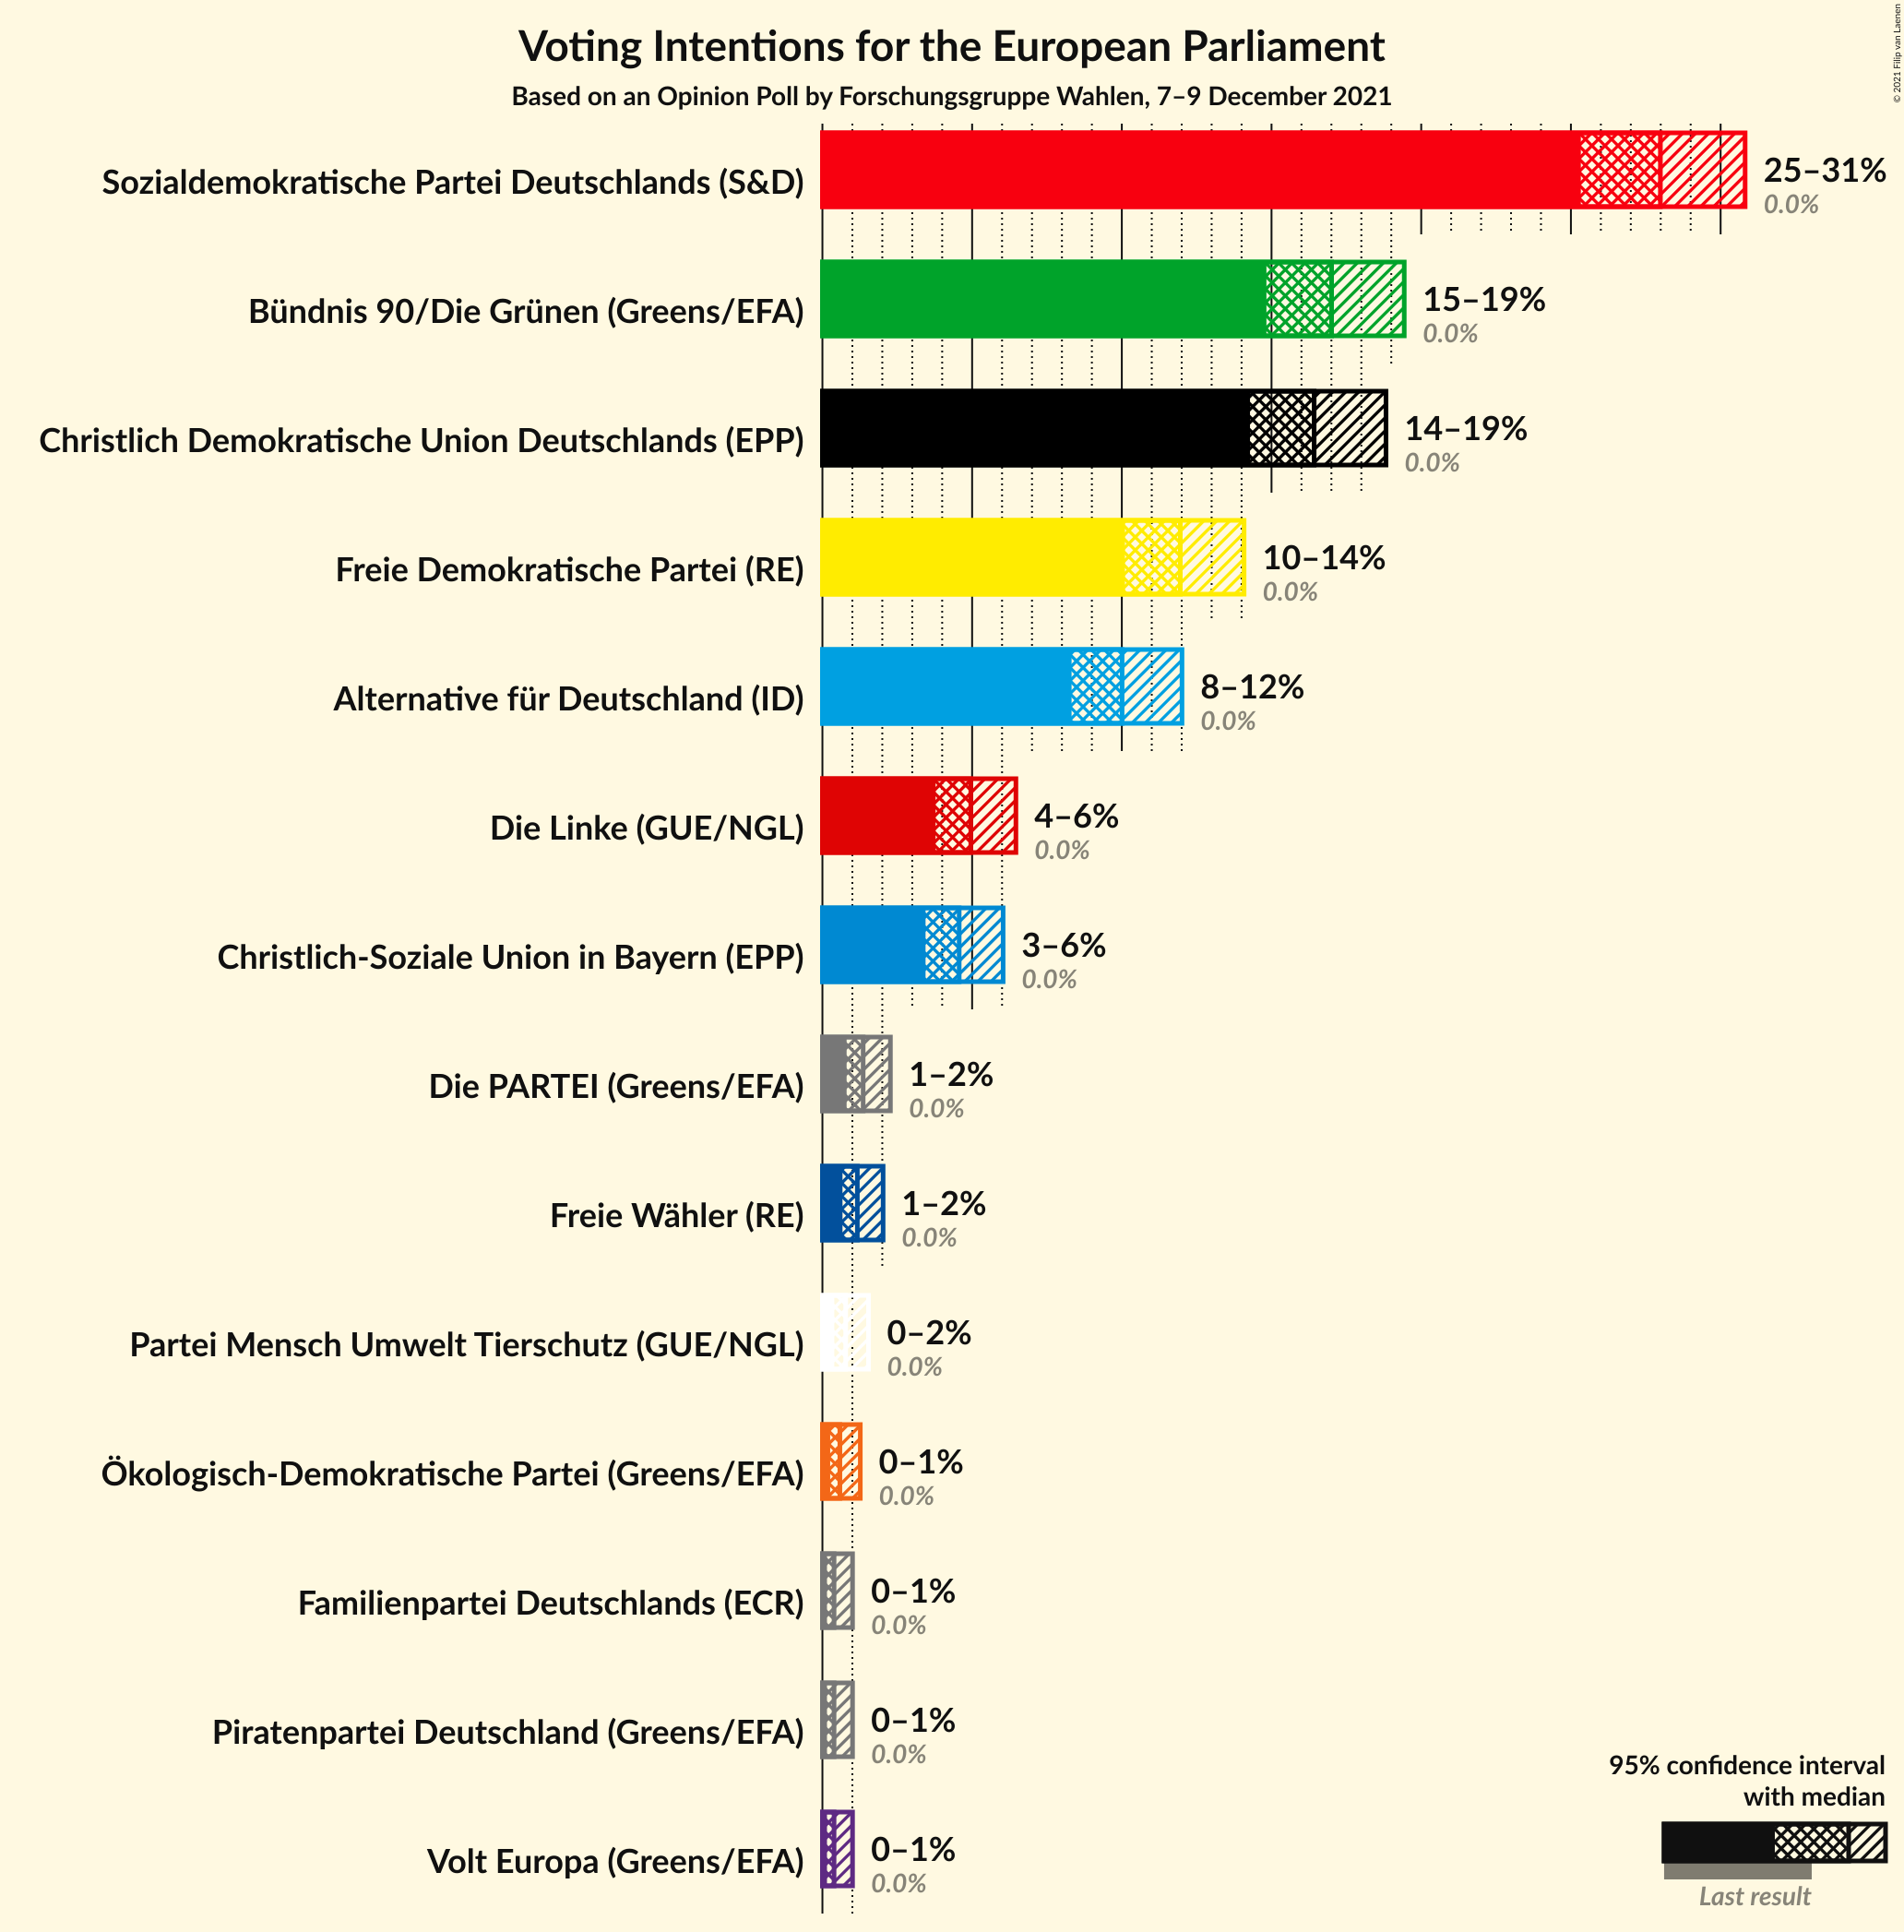 Voting Intentions for the European Parliament
Based on an Opinion Poll by Forschungsgruppe Wahlen, 7–9 December 2021
© 2021 Filip van Laenen
Sozialdemokratische Partei Deutschlands (S&D)
25–31%
0.0%
Bündnis 90/Die Grünen (Greens/EFA)
15–19%
0.0%
Christlich Demokratische Union Deutschlands (EPP)
14–19%
0.0%
Freie Demokratische Partei (RE)
10–14%
0.0%
Alternative für Deutschland (ID)
8–12%
0.0%
Die Linke (GUE/NGL)
4–6%
0.0%
Christlich-Soziale Union in Bayern (EPP)
3–6%
0.0%
Die PARTEI (Greens/EFA)
1–2%
0.0%
Freie Wähler (RE)
1–2%
0.0%
Partei Mensch Umwelt Tierschutz (GUE/NGL)
0–2%
0.0%
Ökologisch-Demokratische Partei (Greens/EFA)
0–1%
0.0%
Familienpartei Deutschlands (ECR)
0–1%
0.0%
Piratenpartei Deutschland (Greens/EFA)
0–1%
0.0%
Volt Europa (Greens/EFA)
0–1%
0.0%
95% confidence interval
with median
Last result